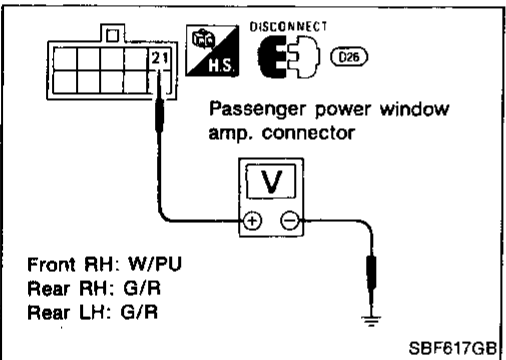 DISCONNECT
21
H.S.
D26
Passenger power window
amp. connector
V
+ −
Front RH: W/PU
Rear RH: G/R
Rear LH: G/R
SBF617GB